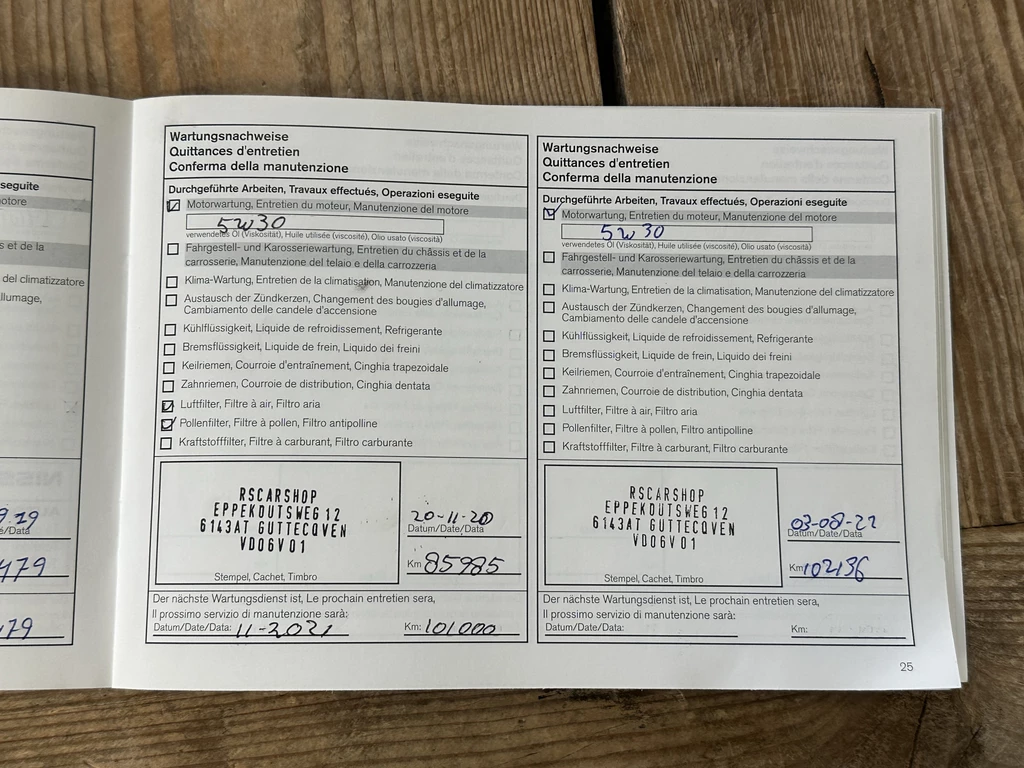 seguite
otore
s et de la
del climatizzatore
llumage,
9.19
é/Data
479
479
Wartungsnachweise
Quittances d'entretien
Conferma della manutenzione
Durchgeführte Arbeiten, Travaux effectués, Operazioni eseguite
Motorwartung, Entretien du moteur, Manutenzione del motore
5w30
verwendetes Öl (Viskosität), Huile utilisée (viscosité), Olio usato (viscosità)
Fahrgestell- und Karosseriewartung, Entretien du châssis et de la
carrosserie, Manutenzione del telaio e della carrozzeria
Klima-Wartung, Entretien de la climatisation, Manutenzione del climatizzatore
Austausch der Zündkerzen, Changement des bougies d'allumage,
Cambiamento delle candele d'accensione
Kühlflüssigkeit, Liquide de refroidissement, Refrigerante
Bremsflüssigkeit, Liquide de frein, Liquido dei freini
Keilriemen, Courroie d'entraînement, Cinghia trapezoidale
Zahnriemen, Courroie de distribution, Cinghia dentata
Luftfilter, Filtre à air, Filtro aria
Pollenfilter, Filtre à pollen, Filtro antipolline
Kraftstofffilter, Filtre à carburant, Filtro carburante
RSCARSHOP
EPPEKOUTSWEG 12
6143AT GUTTECOVEN
VD06V01
Stempel, Cachet, Timbro
20-11-20
Datum/Date/Data
Km 85985
Der nächste Wartungsdienst ist, Le prochain entretien sera,
Il prossimo servizio di manutenzione sarà:
Datum/Date/Data: 11-2021 Km: 101000
Wartungsnachweise
Quittances d'entretien
Conferma della manutenzione
Durchgeführte Arbeiten, Travaux effectués, Operazioni eseguite
Motorwartung, Entretien du moteur, Manutenzione del motore
5w30
verwendetes Öl (Viskosität), Huile utilisée (viscosité), Olio usato (viscosità)
Fahrgestell- und Karosseriewartung, Entretien du châssis et de la
carrosserie, Manutenzione del telaio e della carrozzeria
Klima-Wartung, Entretien de la climatisation, Manutenzione del climatizzatore
Austausch der Zündkerzen, Changement des bougies d'allumage,
Cambiamento delle candele d'accensione
Kühlflüssigkeit, Liquide de refroidissement, Refrigerante
Bremsflüssigkeit, Liquide de frein, Liquido dei freini
Keilriemen, Courroie d'entraînement, Cinghia trapezoidale
Zahnriemen, Courroie de distribution, Cinghia dentata
Luftfilter, Filtre à air, Filtro aria
Pollenfilter, Filtre à pollen, Filtro antipolline
Kraftstofffilter, Filtre à carburant, Filtro carburante
RSCARSHOP
EPPEKOUTSWEG 12
6143AT GUTTECOVEN
VD06V01
Stempel, Cachet, Timbro
Datum/Date/Data
Km 102136
Der nächste Wartungsdienst ist, Le prochain entretien sera,
Il prossimo servizio di manutenzione sarà:
Datum/Date/Data: Km:
25